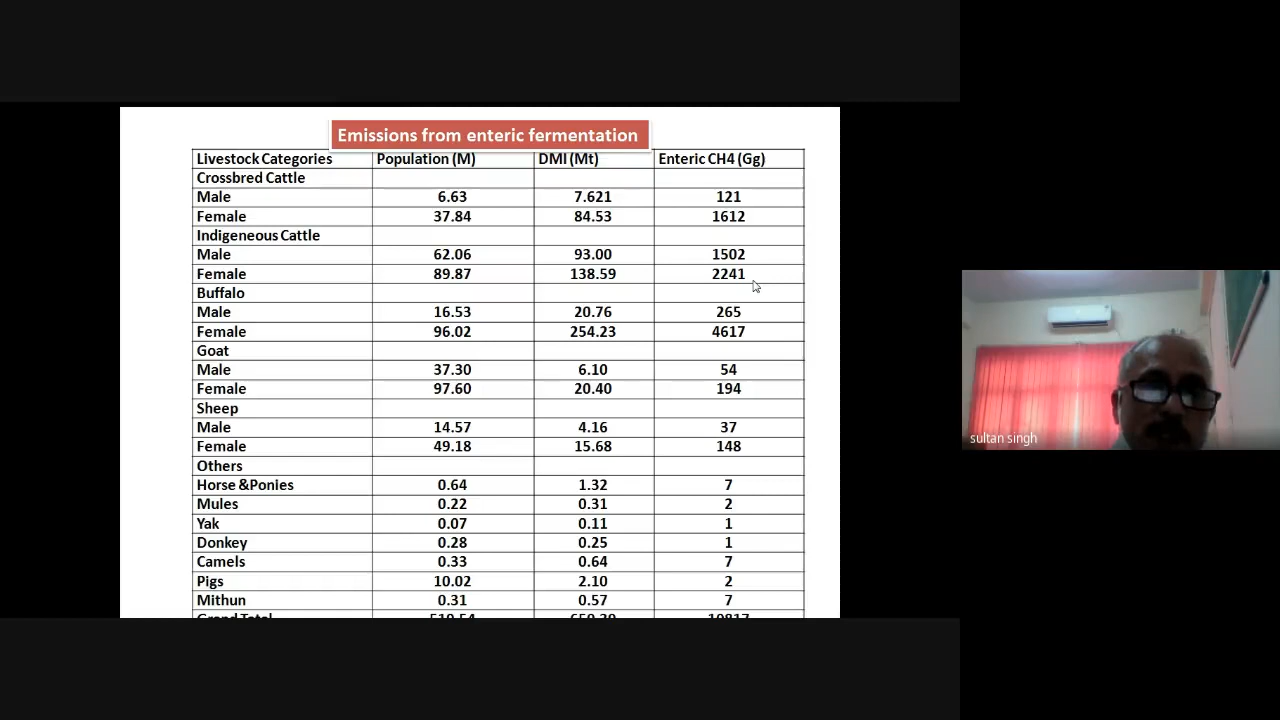 Emissions from enteric fermentation
Livestock Categories Population (M) DMI (Mt) Enteric CH4 (Gg)
Crossbred Cattle
Male 6.63 7.621 121
Female 37.84 84.53 1612
Indigeneous Cattle
Male 62.06 93.00 1502
Female 89.87 138.59 2241
Buffalo
Male 16.53 20.76 265
Female 96.02 254.23 4617
Goat
Male 37.30 6.10 54
Female 97.60 20.40 194
Sheep
Male 14.57 4.16 37
Female 49.18 15.68 148
Others
Horse &Ponies 0.64 1.32 7
Mules 0.22 0.31 2
Yak 0.07 0.11 1
Donkey 0.28 0.25 1
Camels 0.33 0.64 7
Pigs 10.02 2.10 2
Mithun 0.31 0.57 7
Grand Total
sultan singh